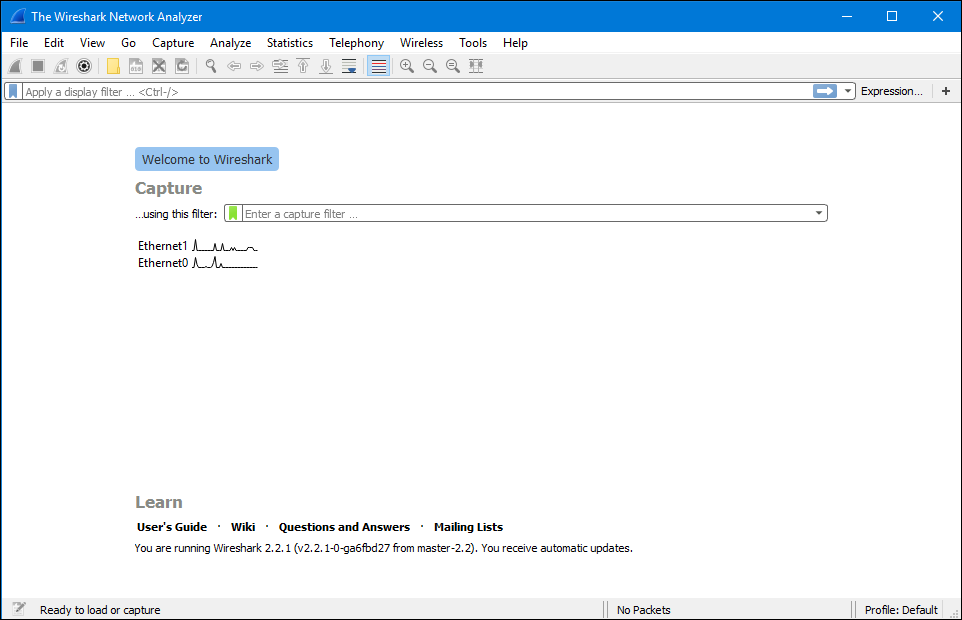 The Wireshark Network Analyzer
File Edit View Go Capture Analyze Statistics Telephony Wireless Tools Help
Apply a display filter ... <Ctrl-/> Expression... +
Welcome to Wireshark
Capture
...using this filter: Enter a capture filter ...
Ethernet1
Ethernet0
Learn
User's Guide · Wiki · Questions and Answers · Mailing Lists
You are running Wireshark 2.2.1 (v2.2.1-0-ga6fbd27 from master-2.2). You receive automatic updates.
Ready to load or capture No Packets Profile: Default